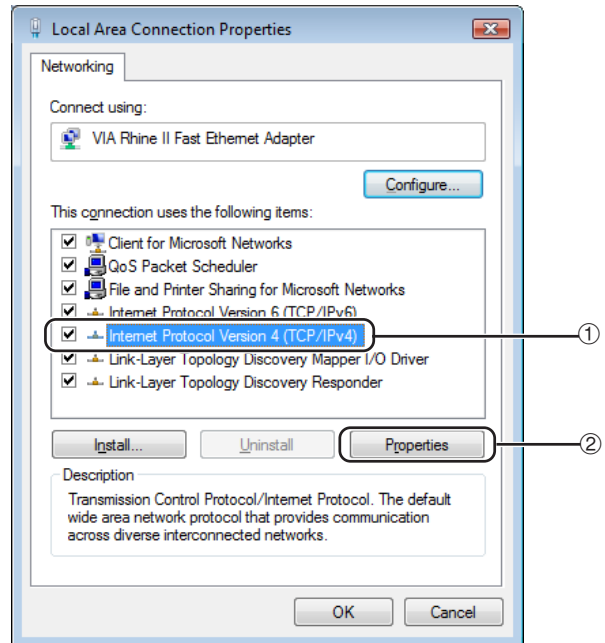 Local Area Connection Properties
Networking
Connect using:
VIA Rhine II Fast Ethernet Adapter
Configure...
This connection uses the following items:
Client for Microsoft Networks
QoS Packet Scheduler
File and Printer Sharing for Microsoft Networks
Internet Protocol Version 6 (TCP/IPv6)
Internet Protocol Version 4 (TCP/IPv4)
①
Link-Layer Topology Discovery Mapper I/O Driver
Link-Layer Topology Discovery Responder
Install...
Uninstall
Properties
②
Description
Transmission Control Protocol/Internet Protocol. The default
wide area network protocol that provides communication
across diverse interconnected networks.
OK
Cancel